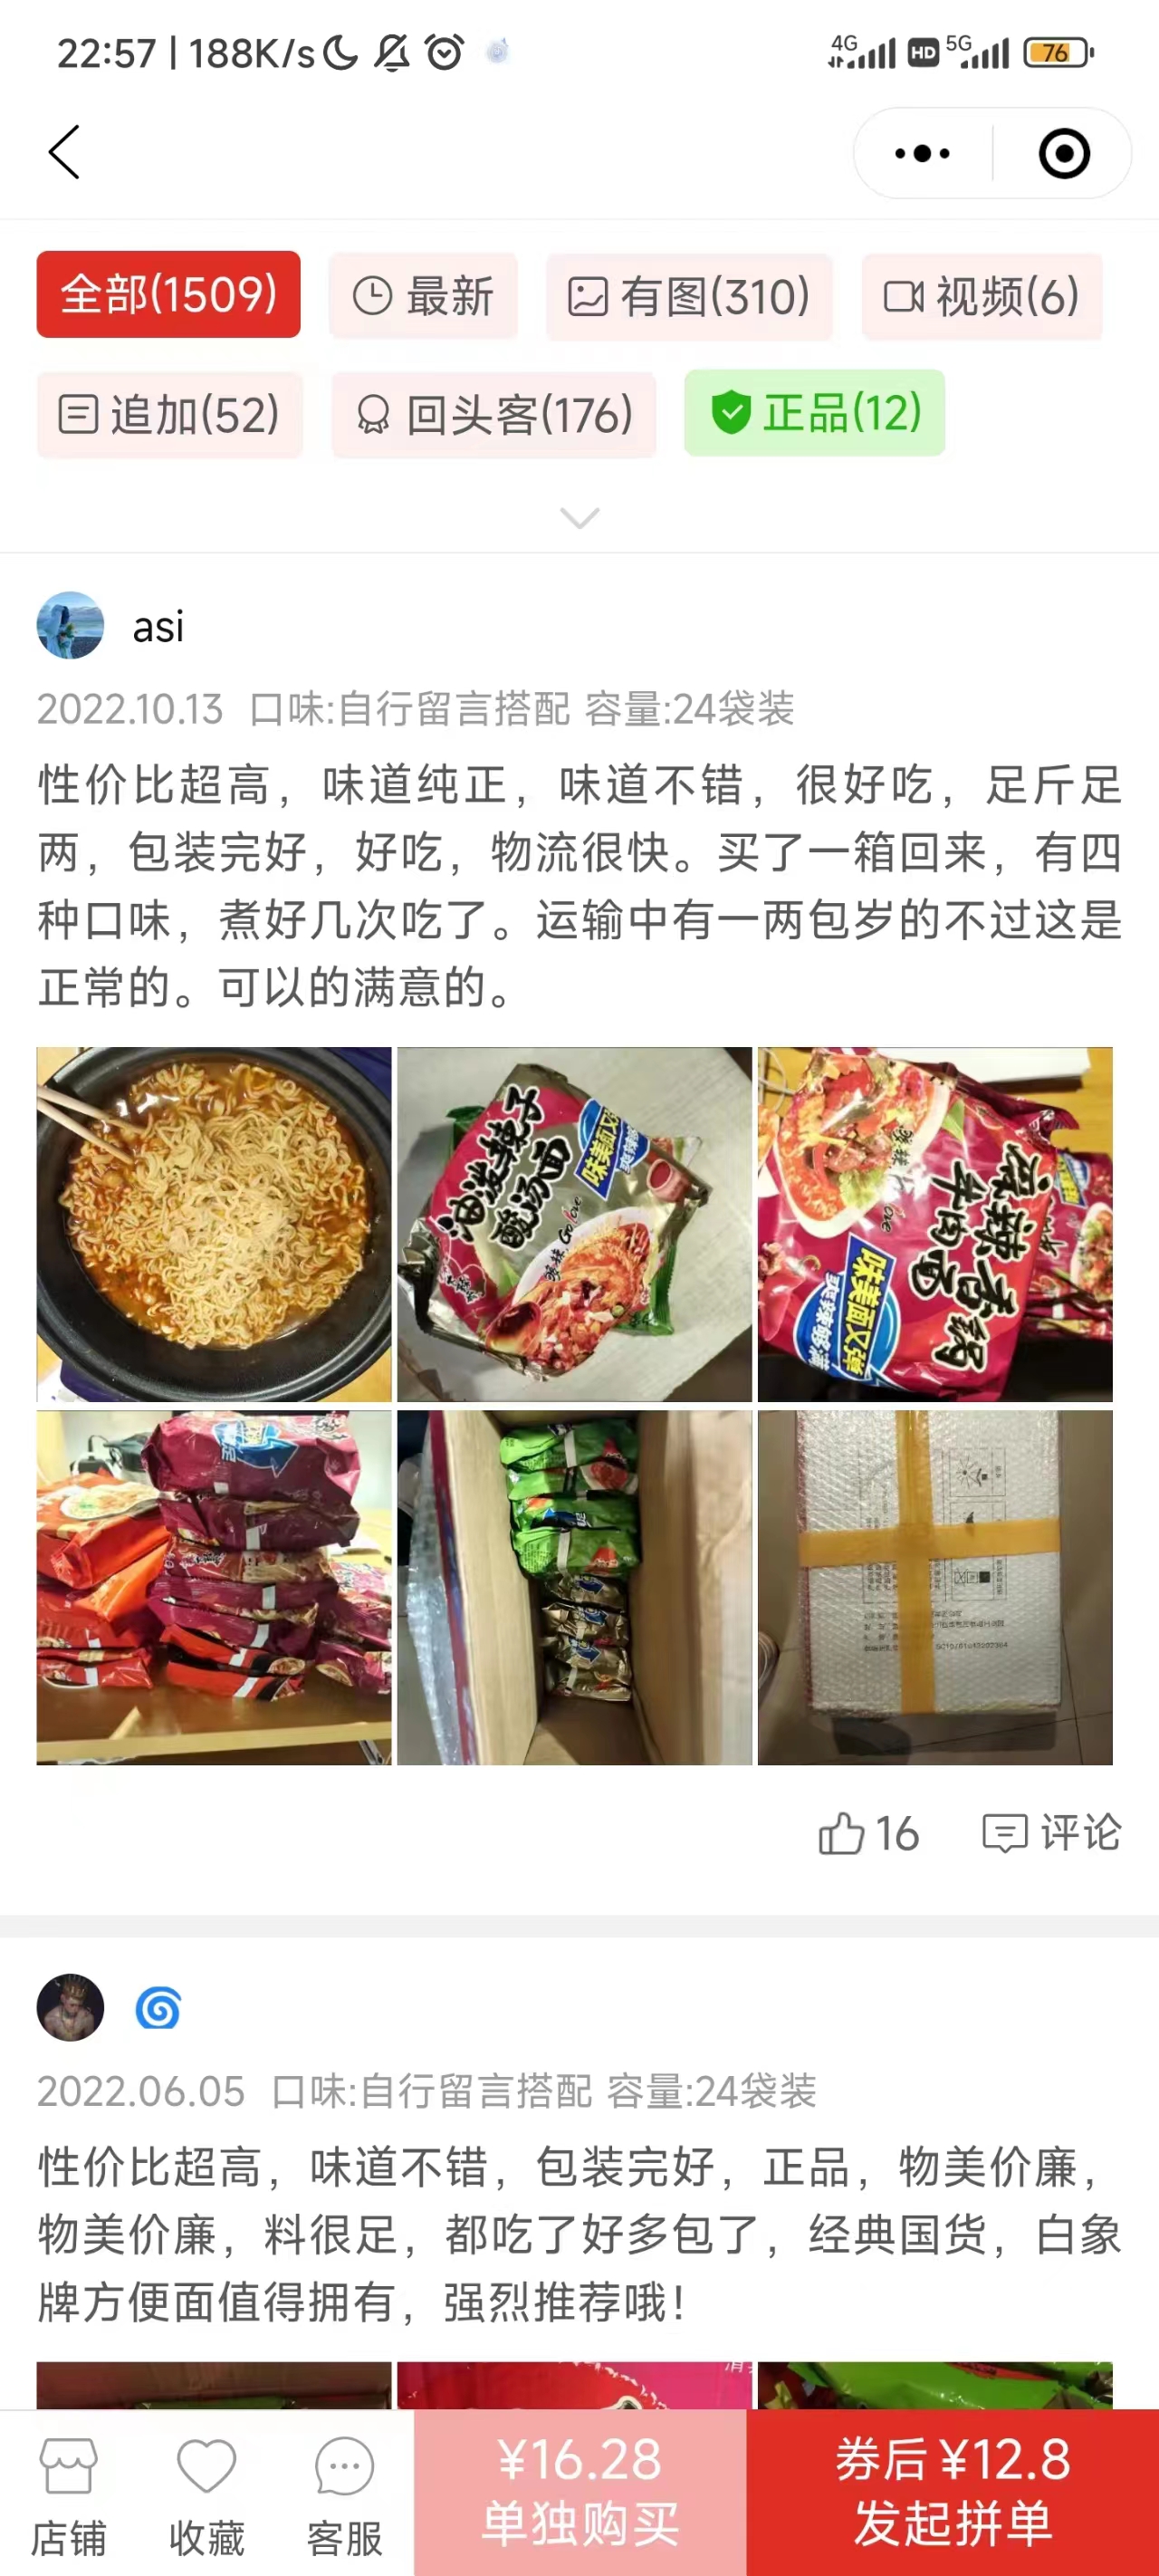 22:57 | 188K/s
4G HD 5G 76
全部(1509) 最新 有图(310) 视频(6)
追加(52) 回头客(176) 正品(12)
asi
2022.10.13 口味:自行留言搭配 容量:24袋装
性价比超高，味道纯正，味道不错，很好吃，足斤足
两，包装完好，好吃，物流很快。买了一箱回来，有四
种口味，煮好几次吃了。运输中有一两包岁的不过这是
正常的。可以的满意的。
油泼辣子
酸汤面
麻辣香锅
牛肉面
味美面又弹
16 评论
2022.06.05 口味:自行留言搭配 容量:24袋装
性价比超高，味道不错，包装完好，正品，物美价廉，
物美价廉，料很足，都吃了好多包了，经典国货，白象
牌方便面值得拥有，强烈推荐哦！
¥16.28 券后¥12.8
店铺 收藏 客服 单独购买 发起拼单